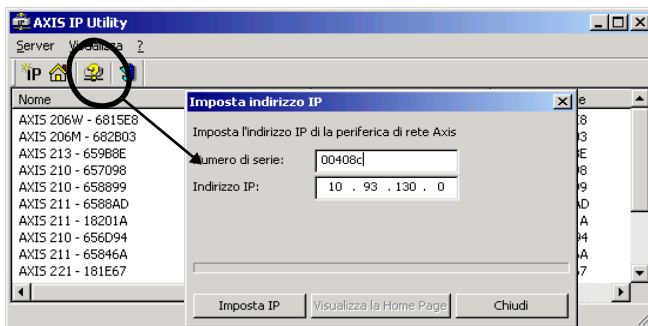 AXIS IP Utility
Server Visualizza ?
IP
Nome
AXIS 206W - 6815E8
AXIS 206M - 682B03
AXIS 213 - 659B8E
AXIS 210 - 657098
AXIS 210 - 658899
AXIS 211 - 6588AD
AXIS 211 - 18201A
AXIS 210 - 656D94
AXIS 211 - 65846A
AXIS 221 - 181E67
Imposta indirizzo IP
Imposta l'indirizzo IP di la periferica di rete Axis
Numero di serie: 00408c
Indirizzo IP: 10 . 93 . 130 . 0
Imposta IP Visualizza la Home Page Chiudi